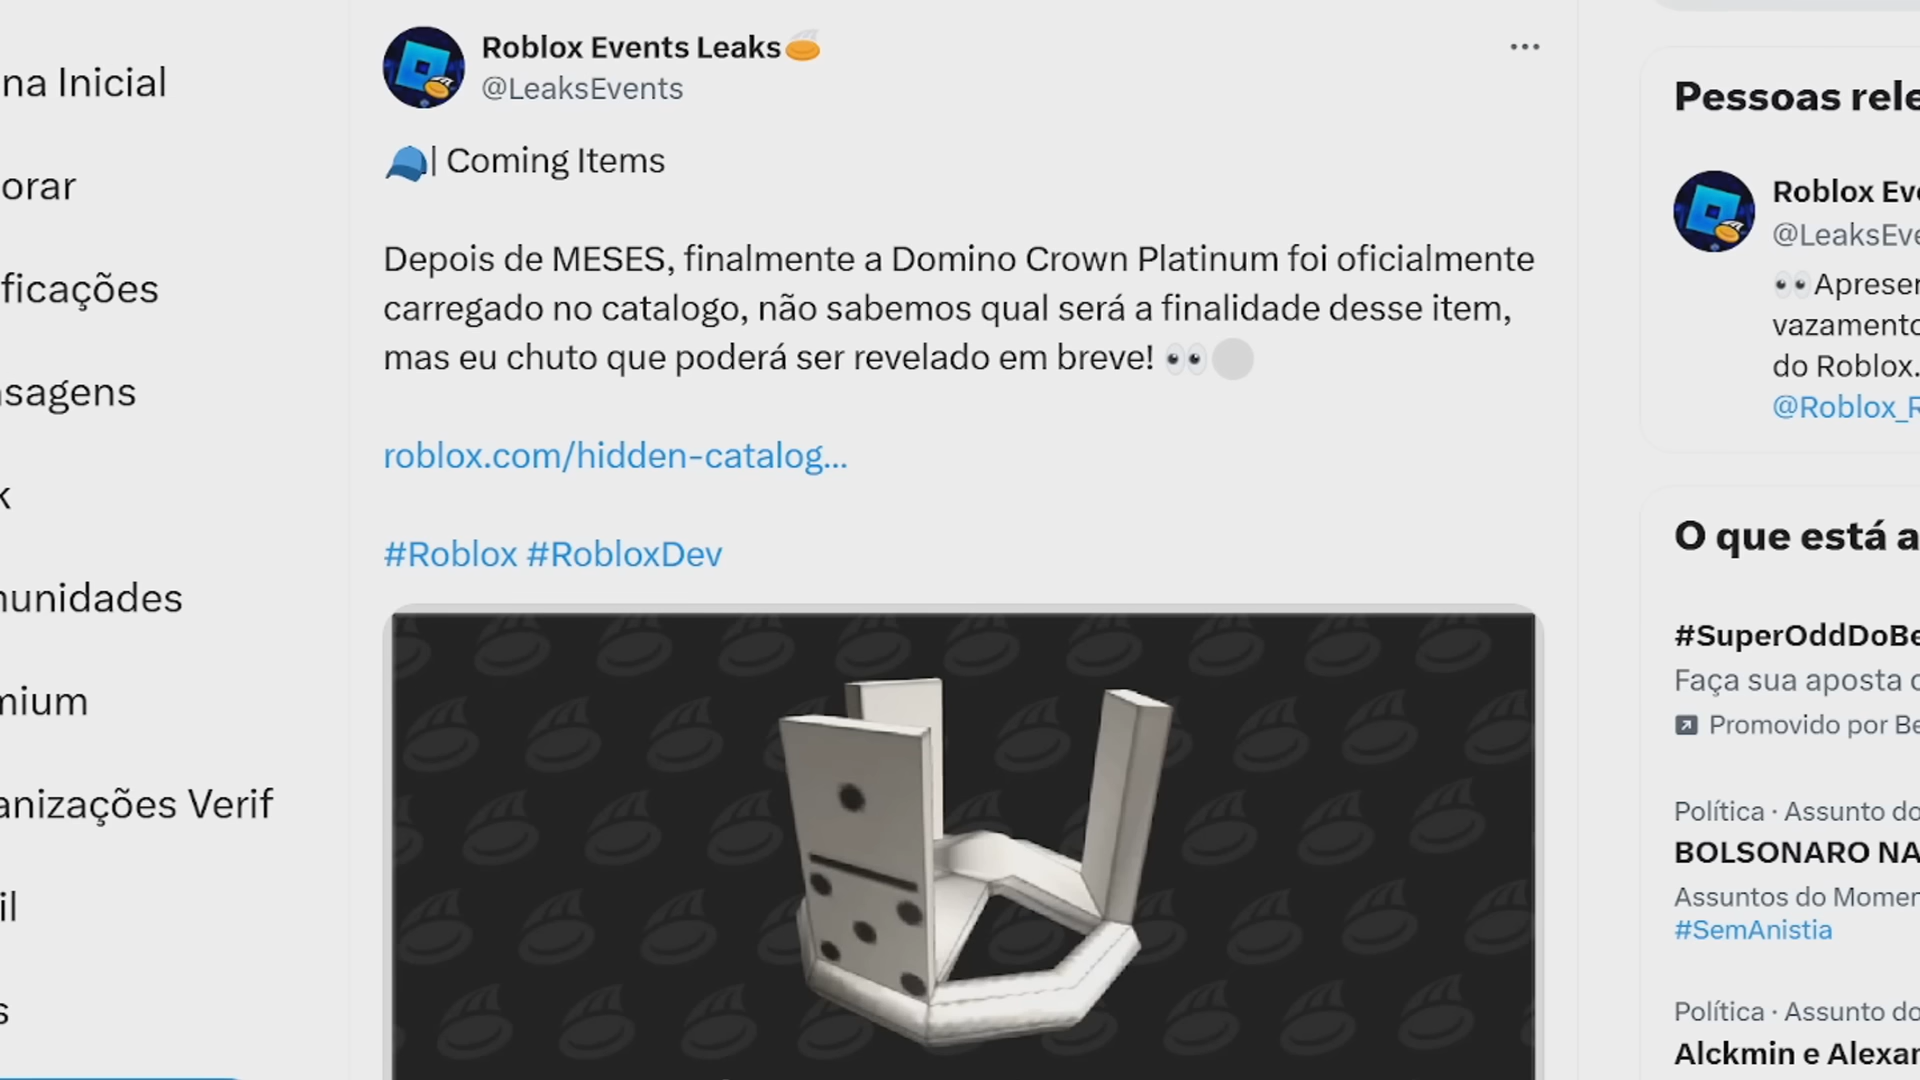 na Inicial
orar
ficações
sagens
k
unidades
mium
anizações Verif
il
s
Roblox Events Leaks
@LeaksEvents
| Coming Items
Depois de MESES, finalmente a Domino Crown Platinum foi oficialmente
carregado no catalogo, não sabemos qual será a finalidade desse item,
mas eu chuto que poderá ser revelado em breve! 👀
roblox.com/hidden-catalog...
#Roblox #RobloxDev
Pessoas rele
Roblox Eve
@LeaksEve
👀Apresen
vazamento
do Roblox.
@Roblox_R
O que está a
#SuperOddDoBe
Faça sua aposta c
Promovido por Be
Política · Assunto do
BOLSONARO NA
Assuntos do Momen
#SemAnistia
Política · Assunto do
Alckmin e Alexan